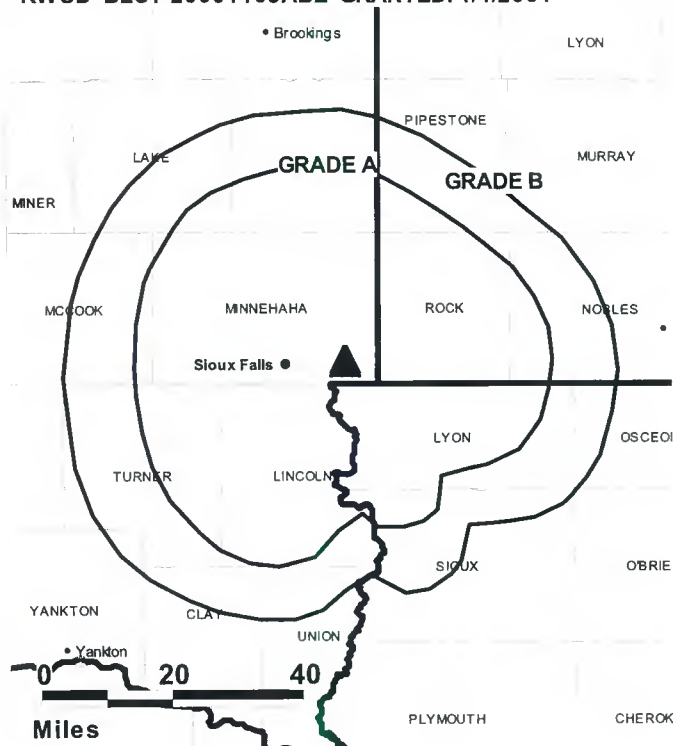 • Brookings
LYON
PIPESTONE
LAKE
GRADE A
MURRAY
GRADE B
MINER
MCCOOK
MINNEHAHA
ROCK
NOBLES
Sioux Falls
LYON
OSCEOL
TURNER
LINCOLN
SIOUX
O'BRIE
YANKTON
CLAY
UNION
• Yankton
0 20 40
Miles
PLYMOUTH
CHEROK